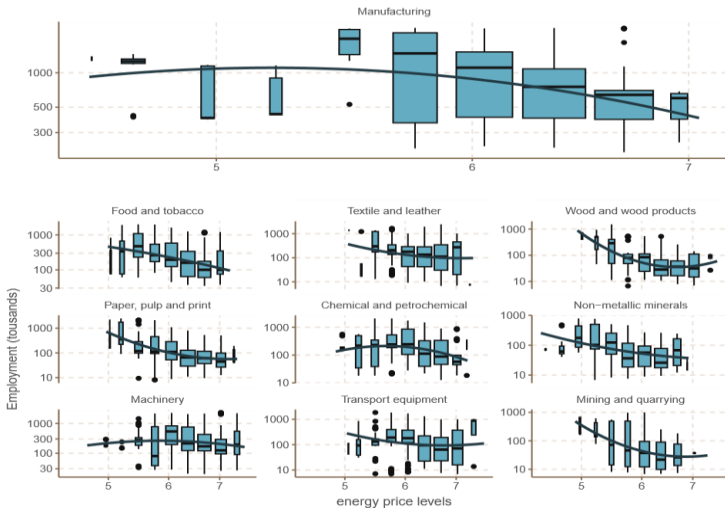 Manufacturing
1000
500
300
5 6 7
Food and tobacco Textile and leather Wood and wood products
1000 1000 1000
300
100 100 100
30 10 10
Paper, pulp and print Chemical and petrochemical Non−metallic minerals
1000 1000 1000
100 100 100
10 10 10
Machinery Transport equipment Mining and quarrying
1000 1000 1000
300
100 100 100
30 10 10
5 6 7 5 6 7 5 6 7
energy price levels
Employment (tousands)